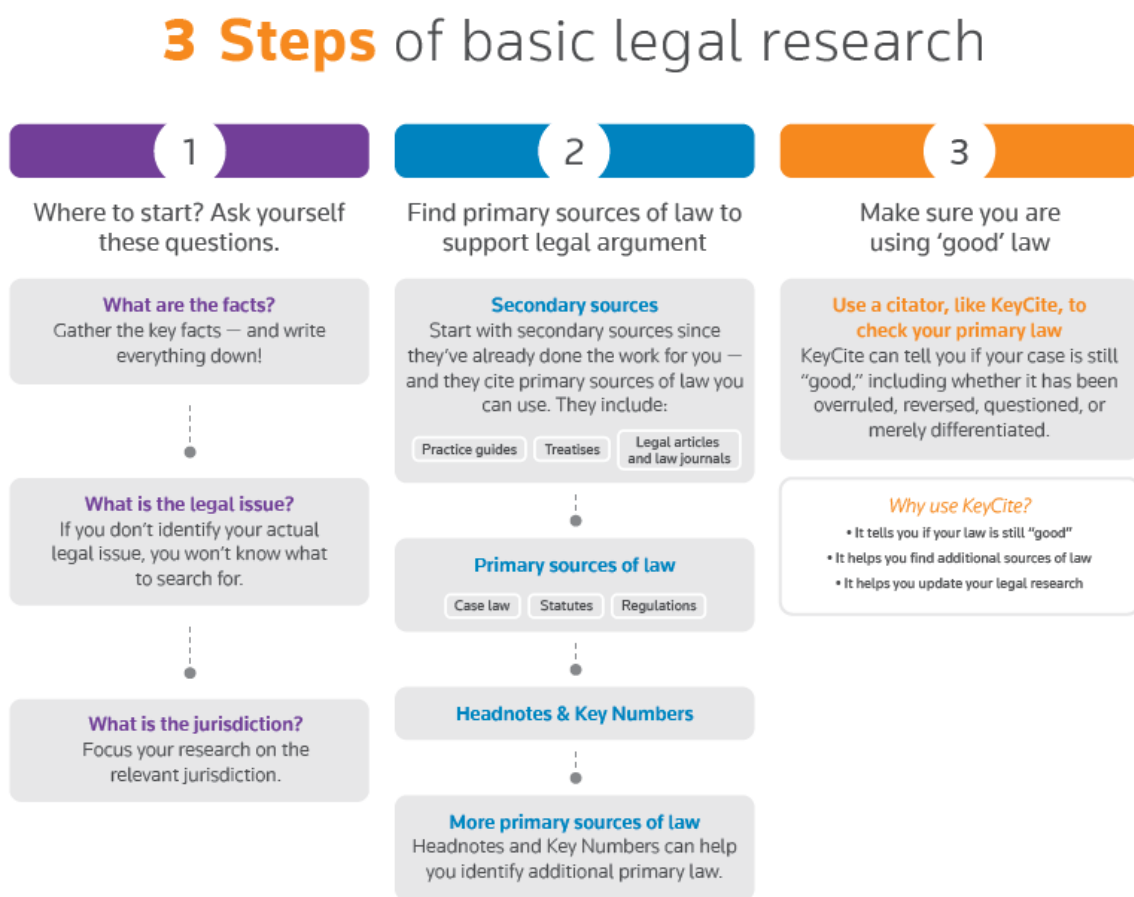 3 Steps of basic legal research
1
Where to start? Ask yourself
these questions.
What are the facts?
Gather the key facts — and write
everything down!
What is the legal issue?
If you don't identify your actual
legal issue, you won't know what
to search for.
What is the jurisdiction?
Focus your research on the
relevant jurisdiction.
2
Find primary sources of law to
support legal argument
Secondary sources
Start with secondary sources since
they've already done the work for you —
and they cite primary sources of law you
can use. They include:
Practice guides
Treatises
Legal articles
and law journals
Primary sources of law
Case law
Statutes
Regulations
Headnotes & Key Numbers
More primary sources of law
Headnotes and Key Numbers can help
you identify additional primary law.
3
Make sure you are
using 'good' law
Use a citator, like KeyCite, to
check your primary law
KeyCite can tell you if your case is still
"good," including whether it has been
overruled, reversed, questioned, or
merely differentiated.
Why use KeyCite?
• It tells you if your law is still "good"
• It helps you find additional sources of law
• It helps you update your legal research